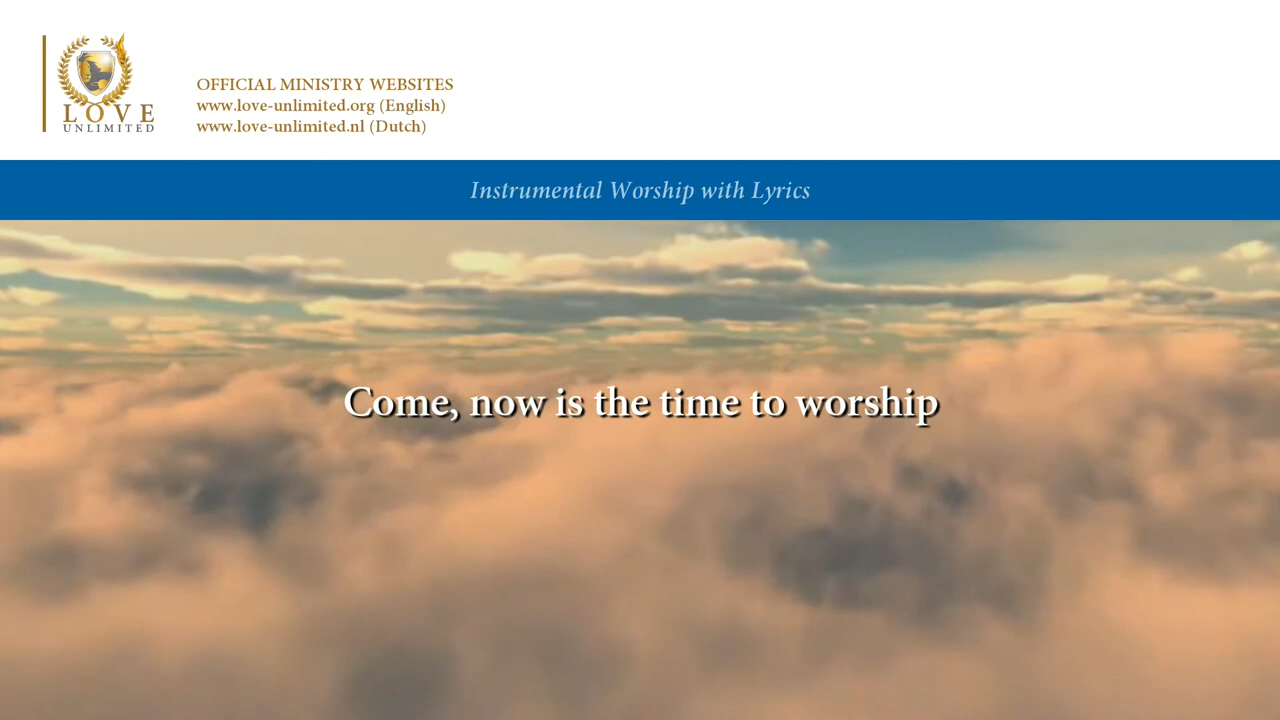 LOVE
UNLIMITED
OFFICIAL MINISTRY WEBSITES
www.love-unlimited.org (English)
www.love-unlimited.nl (Dutch)
Instrumental Worship with Lyrics
Come, now is the time to worship